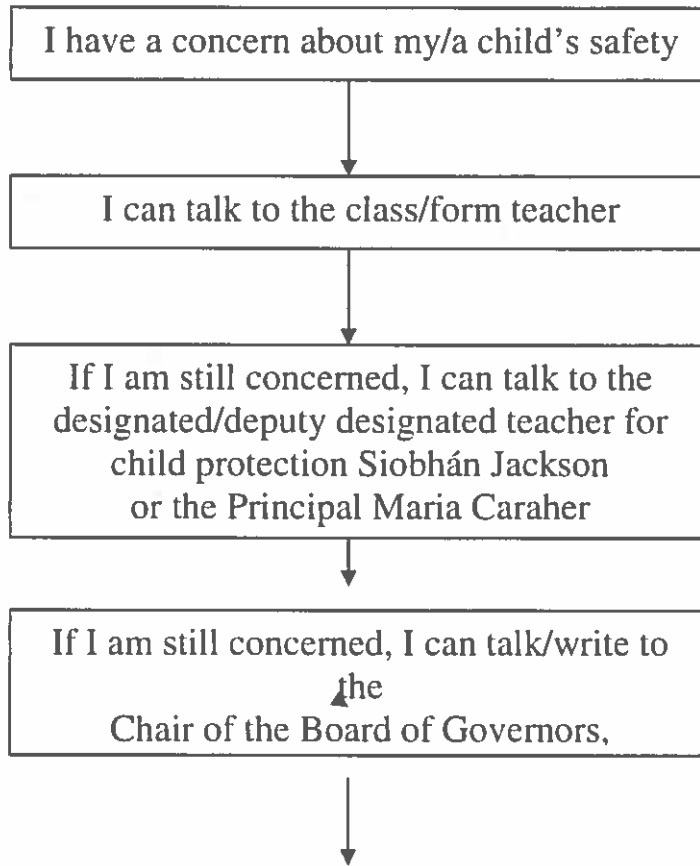 I have a concern about my/a child's safety
I can talk to the class/form teacher
If I am still concerned, I can talk to the
designated/deputy designated teacher for
child protection Siobhán Jackson
or the Principal Maria Caraher
If I am still concerned, I can talk/write to
the
Chair of the Board of Governors,